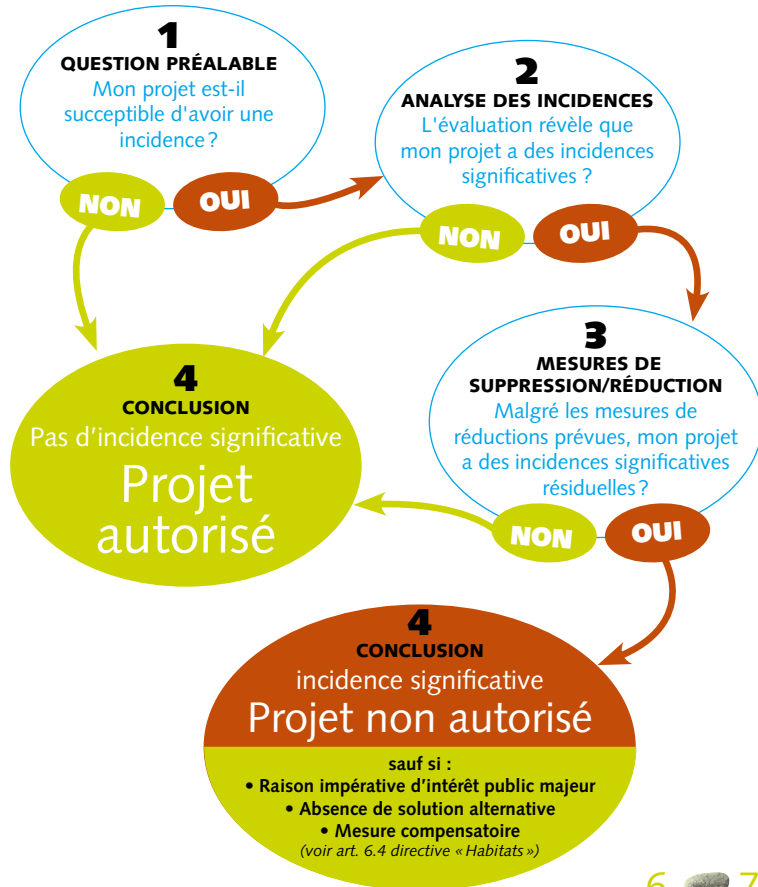 1
QUESTION PRÉALABLE
Mon projet est-il
succeptible d'avoir une
incidence ?
NON
OUI
2
ANALYSE DES INCIDENCES
L'évaluation révèle que
mon projet a des incidences
significatives ?
NON
OUI
3
MESURES DE
SUPPRESSION/RÉDUCTION
Malgré les mesures de
réductions prévues, mon projet
a des incidences significatives
résiduelles ?
NON
OUI
4
CONCLUSION
Pas d'incidence significative
Projet
autorisé
4
CONCLUSION
incidence significative
Projet non autorisé
sauf si :
• Raison impérative d'intérêt public majeur
• Absence de solution alternative
• Mesure compensatoire
(voir art. 6.4 directive « Habitats »)
6 7